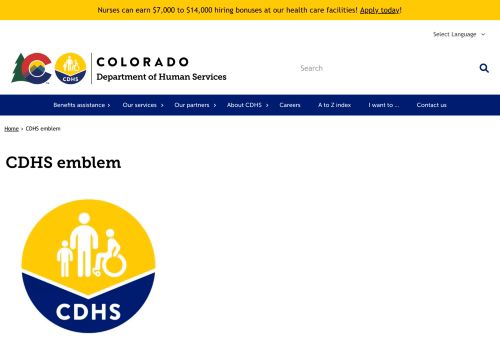 Nurses can earn $7,000 to $14,000 hiring bonuses at our health care facilities! Apply today!
Select Language
CDHS
COLORADO
Department of Human Services
Search
Benefits assistance › Our services › Our partners › About CDHS › Careers A to Z index I want to ... Contact us
Home › CDHS emblem
CDHS emblem
CDHS